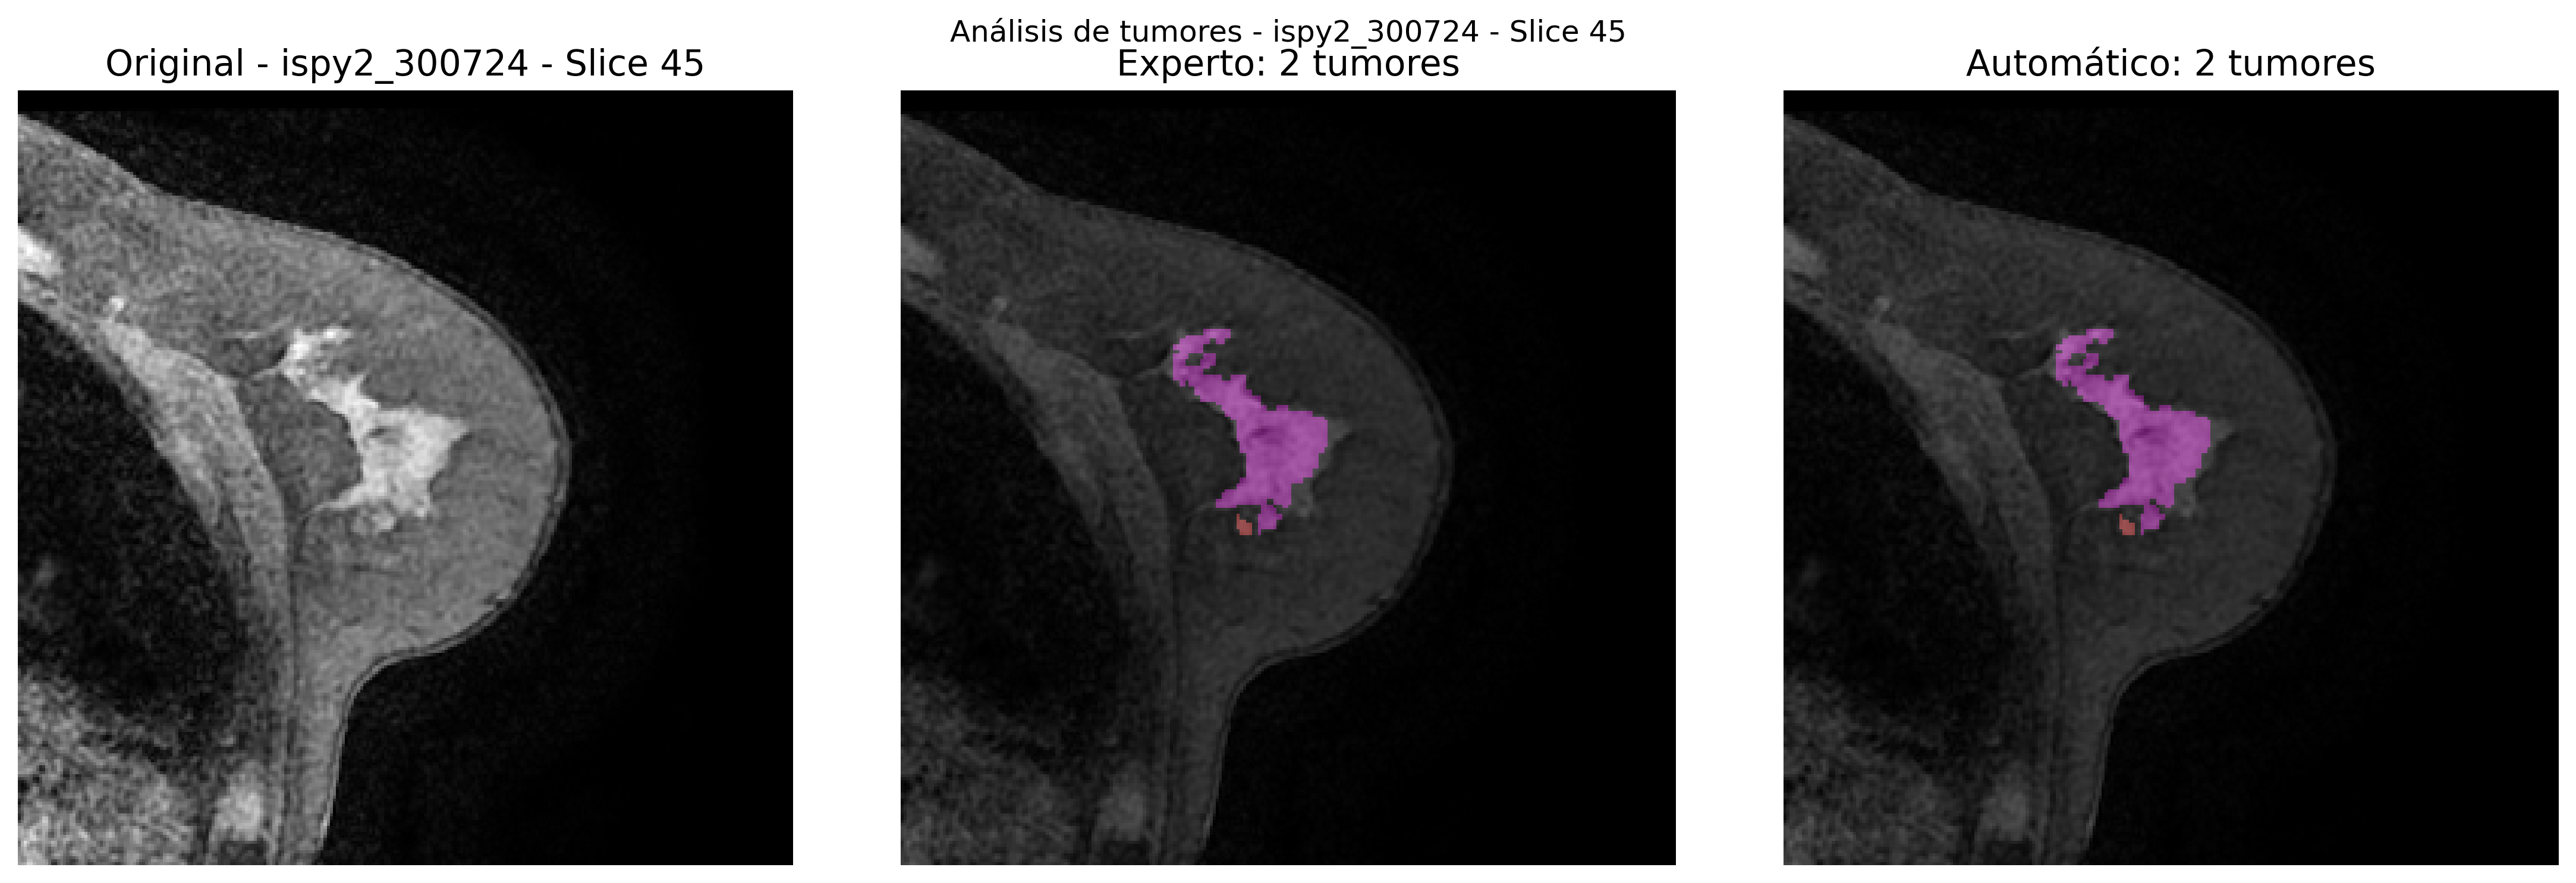 Análisis de tumores - ispy2_300724 - Slice 45
Original - ispy2_300724 - Slice 45
Experto: 2 tumores
Automático: 2 tumores